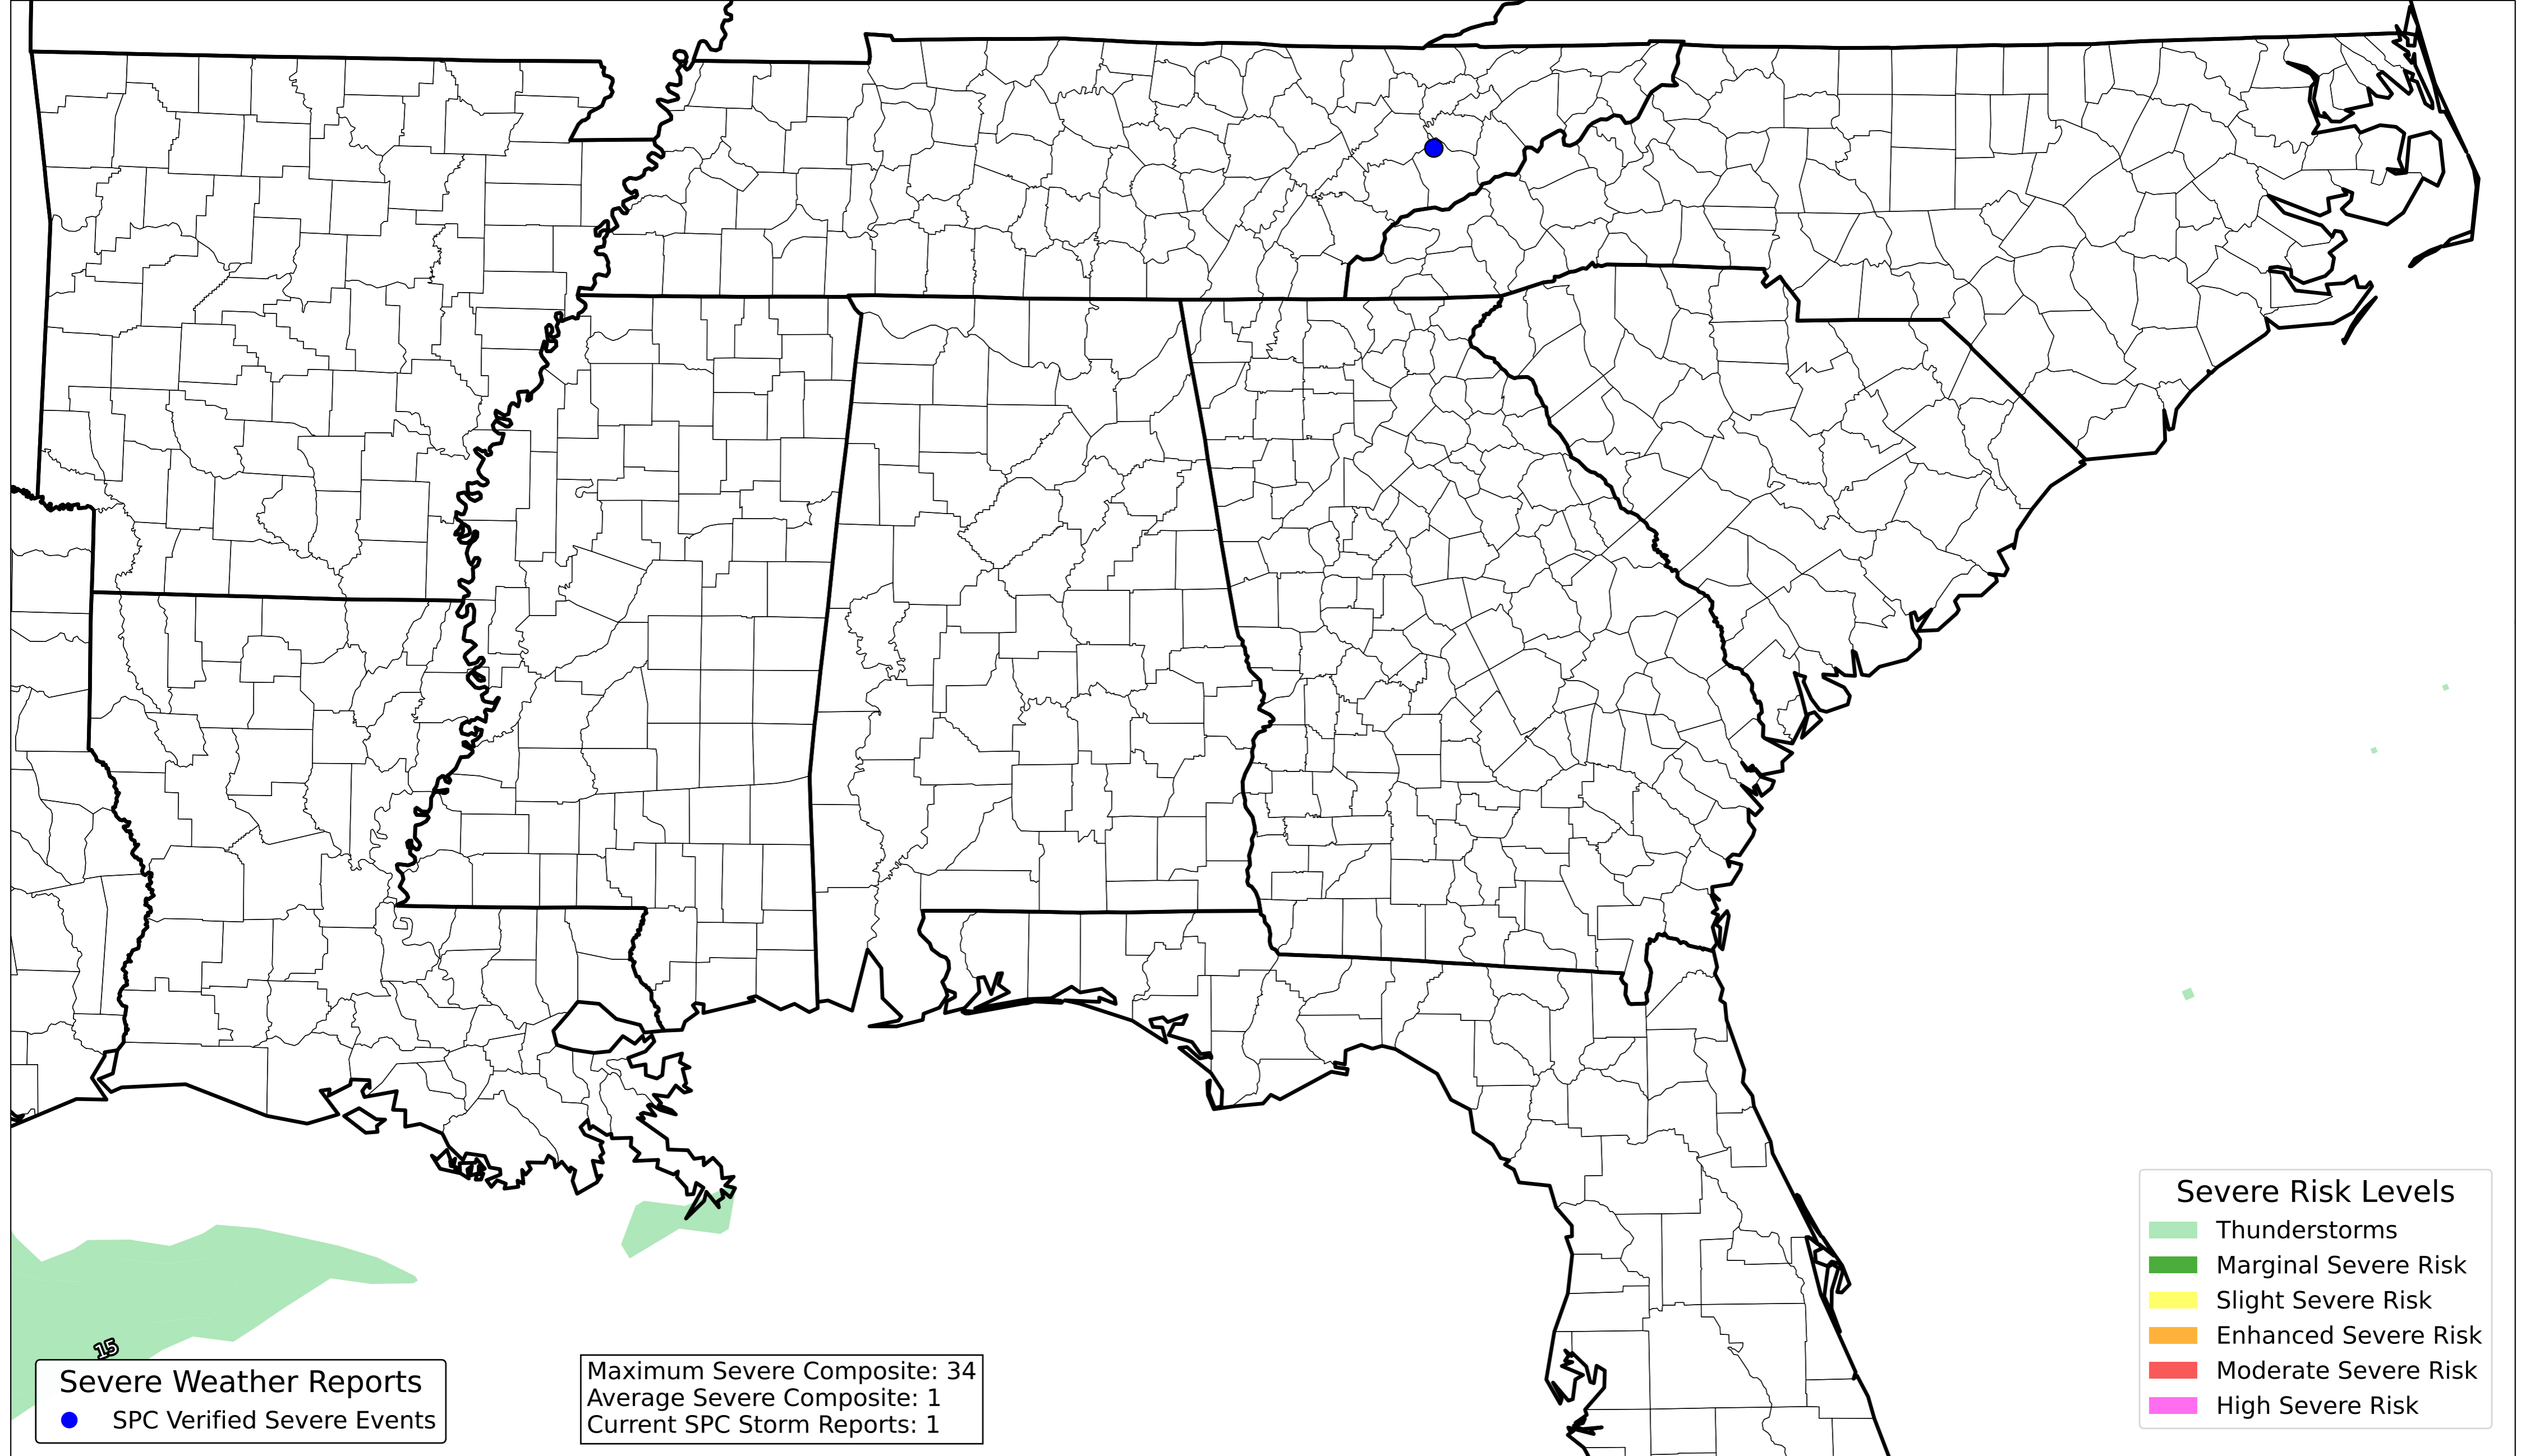 15
Severe Weather Reports
SPC Verified Severe Events
Maximum Severe Composite: 34
Average Severe Composite: 1
Current SPC Storm Reports: 1
Severe Risk Levels
Thunderstorms
Marginal Severe Risk
Slight Severe Risk
Enhanced Severe Risk
Moderate Severe Risk
High Severe Risk